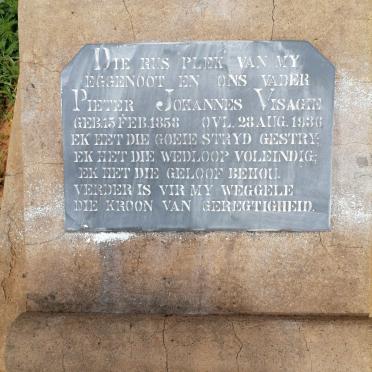 DIE RUS PLEK VAN MY
EGGENOOT EN ONS VADER
PIETER JOHANNES VISAGIE
GEB.15 FEB.1858 OVL. 28 AUG. 1936
EK HET DIE GOEIE STRYD GESTRY;
EK HET DIE WEDLOOP VOLEINDIG;
EK HET DIE GELOOF BEHOU.
VERDER IS VIR MY WEGGELE
DIE KROON VAN GEREGTIGHEID.